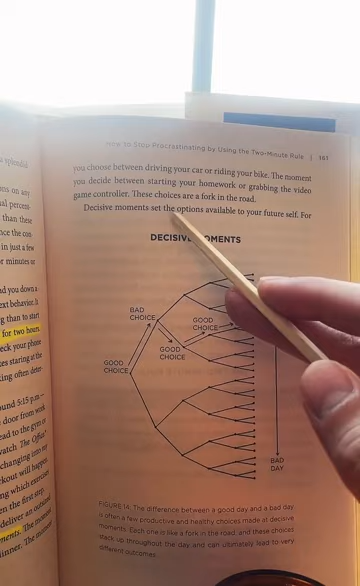 a splendid
ms on any
al percen-
than these
nce the con-
in just a few
r minutes or
nd you a
ext behavior. It
g than to start
for two hours.
eck your phone
es staring at the
ing often deter-
ound 5:15 p.m.—
door from work
ead to the gym or
watch The Office.
changing into my
rkout will happen.
ng which exercises
en the first step.
deliver an outsized
ments. The moment
inner. The moment
How to Stop Procrastinating by Using the Two-Minute Rule | 161
you choose between driving your car or riding your bike. The moment
you decide between starting your homework or grabbing the video
game controller. These choices are a fork in the road.
Decisive moments set the options available to your future self. For
DECISIVE MOMENTS
BAD
CHOICE
GOOD
CHOICE
GOOD
CHOICE
GOOD
CHOICE
BAD
DAY
FIGURE 14: The difference between a good day and a bad day
is often a few productive and healthy choices made at decisive
moments. Each one is like a fork in the road, and these choices
stack up throughout the day and can ultimately lead to very
different outcomes.